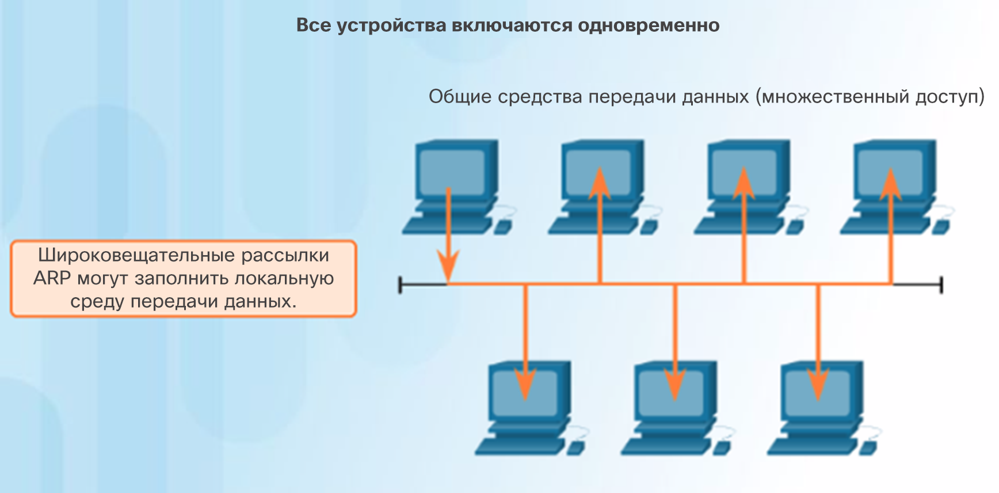 Все устройства включаются одновременно
Общие средства передачи данных (множественный доступ)
Широковещательные рассылки
ARP могут заполнить локальную
среду передачи данных.